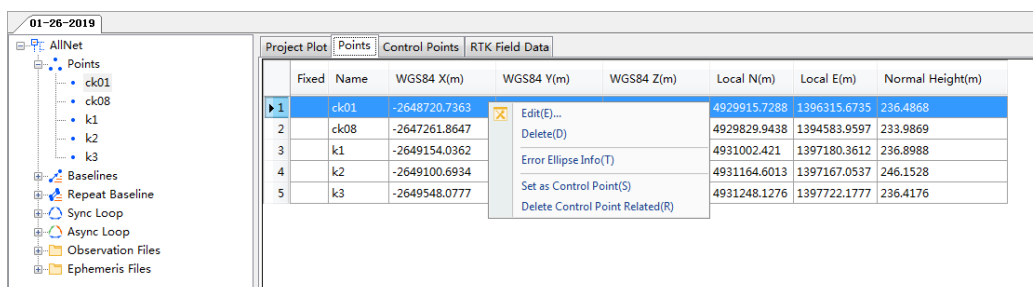 01-26-2019
AllNet
Points
ck01
ck08
k1
k2
k3
Baselines
Repeat Baseline
Sync Loop
Async Loop
Observation Files
Ephemeris Files
Project Plot Points Control Points RTK Field Data
Fixed Name WGS84 X(m) WGS84 Y(m) WGS84 Z(m) Local N(m) Local E(m) Normal Height(m)
1 ck01 -2648720.7363 4929915.7288 1396315.6735 236.4868
2 ck08 -2647261.8647 4929829.9438 1394583.9597 233.9869
3 k1 -2649154.0362 4931002.421 1397180.3612 236.8988
4 k2 -2649100.6934 4931164.6013 1397167.0537 246.1528
5 k3 -2649548.0777 4931248.1276 1397722.1777 236.4176
Edit(E)...
Delete(D)
Error Ellipse Info(T)
Set as Control Point(S)
Delete Control Point Related(R)